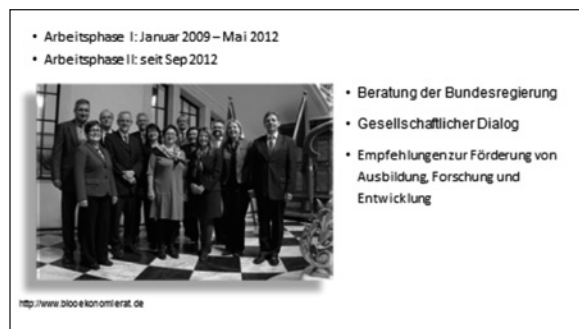 • Arbeitsphase I: Januar 2009 – Mai 2012
• Arbeitsphase II: seit Sep 2012
• Beratung der Bundesregierung
• Gesellschaftlicher Dialog
• Empfehlungen zur Förderung von
Ausbildung, Forschung und
Entwicklung
http://www.biooekonomierat.de